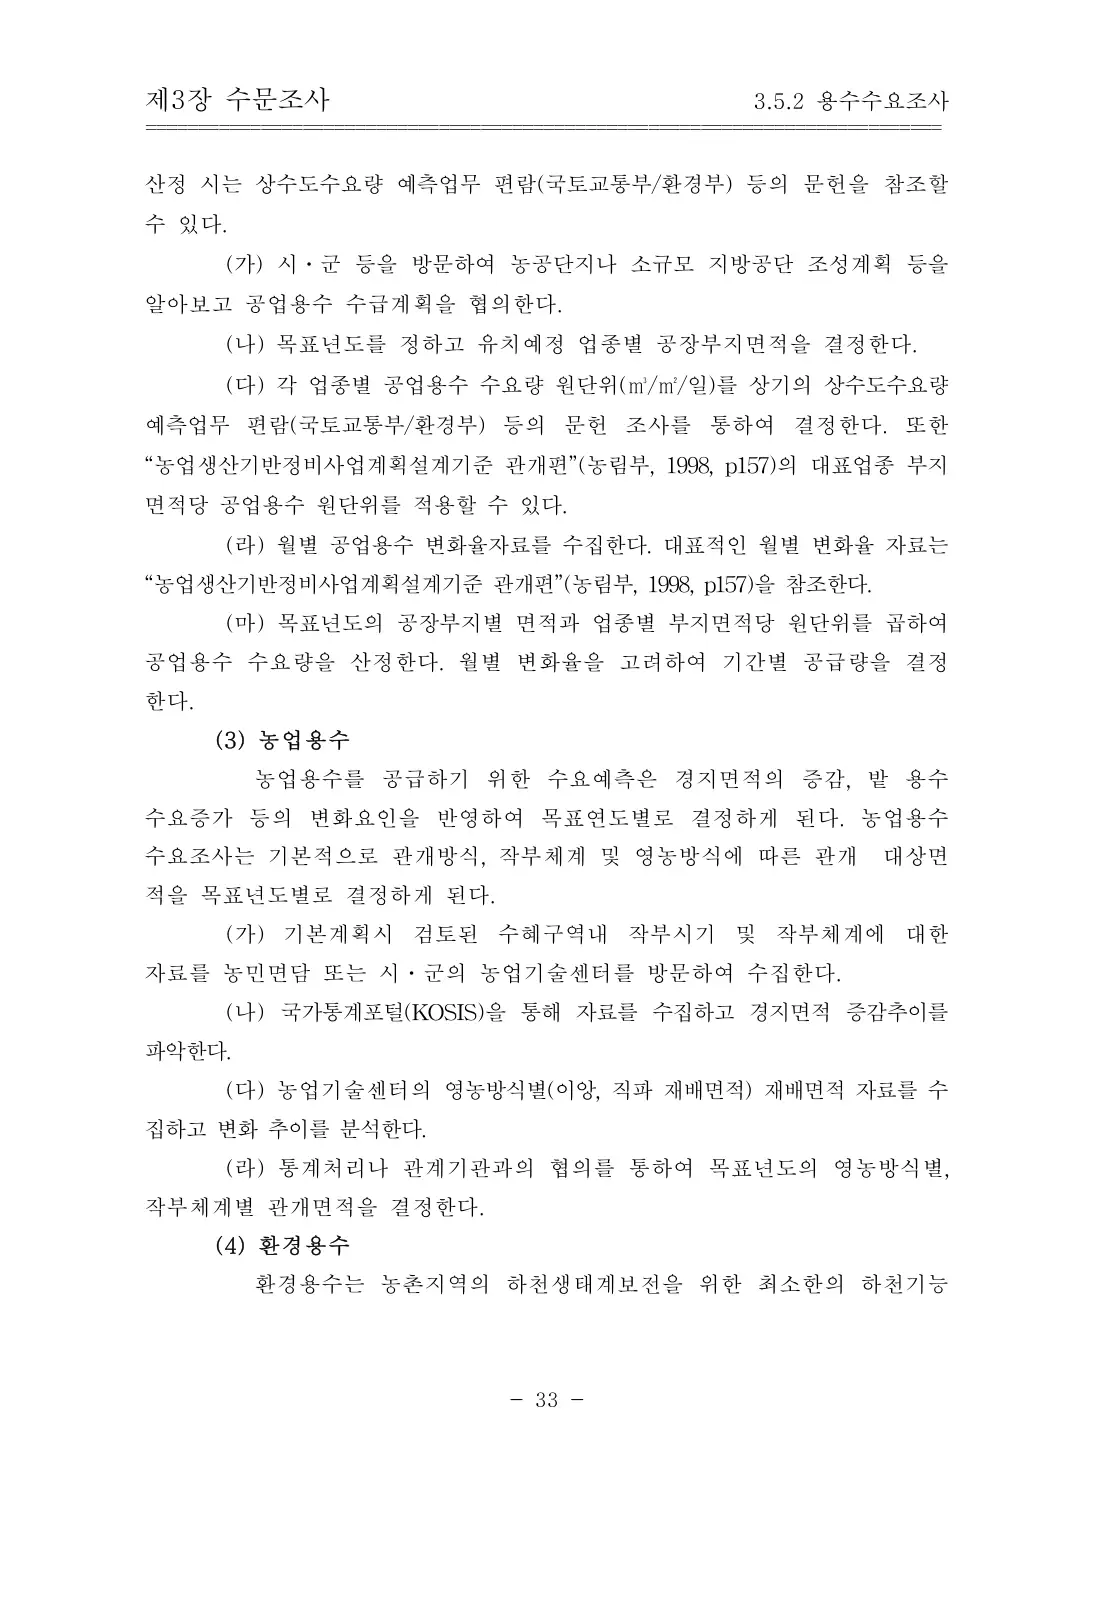 제3장 수문조사
3.5.2 용수수요조사
산정 시는 상수도수요량 예측업무 편람(국토교통부/환경부) 등의 문헌을 참조할
수 있다.
(가) 시・군 등을 방문하여 농공단지나 소규모 지방공단 조성계획 등을
알아보고 공업용수 수급계획을 협의한다.
(나) 목표년도를 정하고 유치예정 업종별 공장부지면적을 결정한다.
(다) 각 업종별 공업용수 수요량 원단위(㎥/㎡/일)를 상기의 상수도수요량
예측업무 편람(국토교통부/환경부) 등의 문헌 조사를 통하여 결정한다. 또한
“농업생산기반정비사업계획설계기준 관개편”(농림부, 1998, p157)의 대표업종 부지
면적당 공업용수 원단위를 적용할 수 있다.
(라) 월별 공업용수 변화율자료를 수집한다. 대표적인 월별 변화율 자료는
“농업생산기반정비사업계획설계기준 관개편”(농림부, 1998, p157)을 참조한다.
(마) 목표년도의 공장부지별 면적과 업종별 부지면적당 원단위를 곱하여
공업용수 수요량을 산정한다. 월별 변화율을 고려하여 기간별 공급량을 결정
한다.
(3) 농업용수
농업용수를 공급하기 위한 수요예측은 경지면적의 증감, 밭 용수
수요증가 등의 변화요인을 반영하여 목표연도별로 결정하게 된다. 농업용수
수요조사는 기본적으로 관개방식, 작부체계 및 영농방식에 따른 관개 대상면
적을 목표년도별로 결정하게 된다.
(가) 기본계획시 검토된 수혜구역내 작부시기 및 작부체계에 대한
자료를 농민면담 또는 시・군의 농업기술센터를 방문하여 수집한다.
(나) 국가통계포털(KOSIS)을 통해 자료를 수집하고 경지면적 증감추이를
파악한다.
(다) 농업기술센터의 영농방식별(이앙, 직파 재배면적) 재배면적 자료를 수
집하고 변화 추이를 분석한다.
(라) 통계처리나 관계기관과의 협의를 통하여 목표년도의 영농방식별,
작부체계별 관개면적을 결정한다.
(4) 환경용수
환경용수는 농촌지역의 하천생태계보전을 위한 최소한의 하천기능
- 33 -